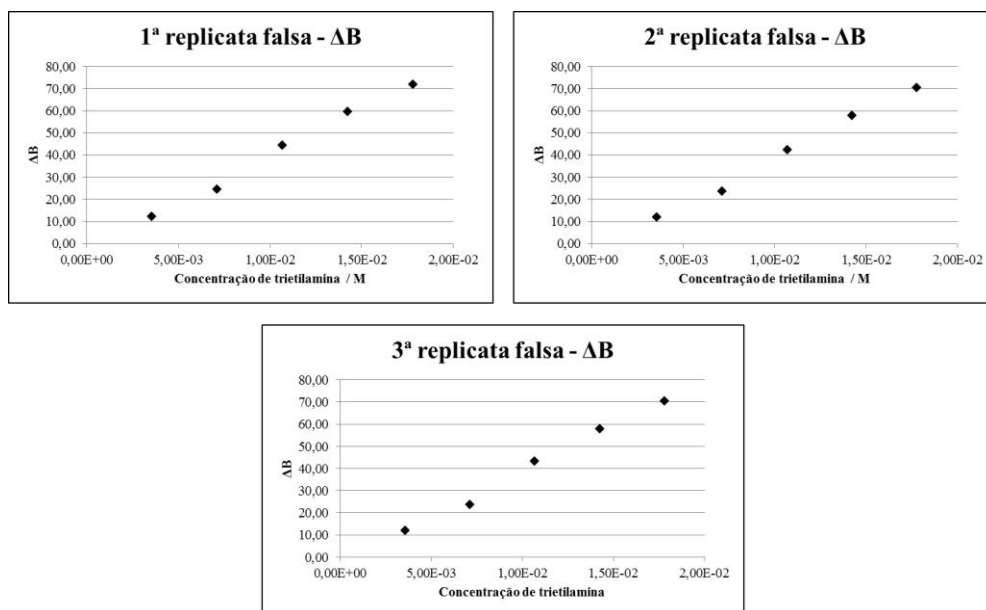 1ª replicata falsa - ΔB
80,00
70,00
60,00
50,00
40,00
30,00
20,00
10,00
0,00
ΔB
0,00E+00 5,00E-03 1,00E-02 1,50E-02 2,00E-02
Concentração de trietilamina / M
2ª replicata falsa - ΔB
80,00
70,00
60,00
50,00
40,00
30,00
20,00
10,00
0,00
ΔB
0,00E+00 5,00E-03 1,00E-02 1,50E-02 2,00E-02
Concentração de trietilamina / M
3ª replicata falsa - ΔB
80,00
70,00
60,00
50,00
40,00
30,00
20,00
10,00
0,00
ΔB
0,00E+00 5,00E-03 1,00E-02 1,50E-02 2,00E-02
Concentração de trietilamina